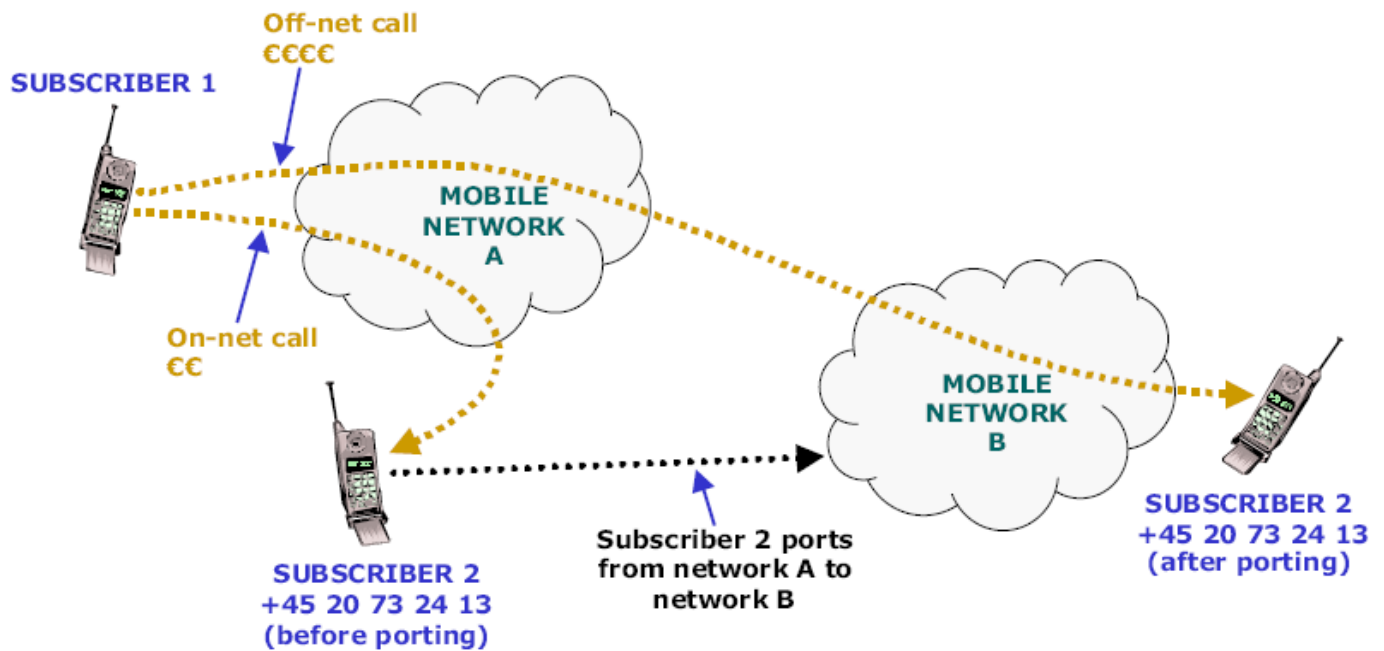 Off-net call
€€€€
SUBSCRIBER 1
MOBILE
NETWORK
A
On-net call
€€
MOBILE
NETWORK
B
SUBSCRIBER 2
+45 20 73 24 13
(before porting)
Subscriber 2 ports
from network A to
network B
SUBSCRIBER 2
+45 20 73 24 13
(after porting)